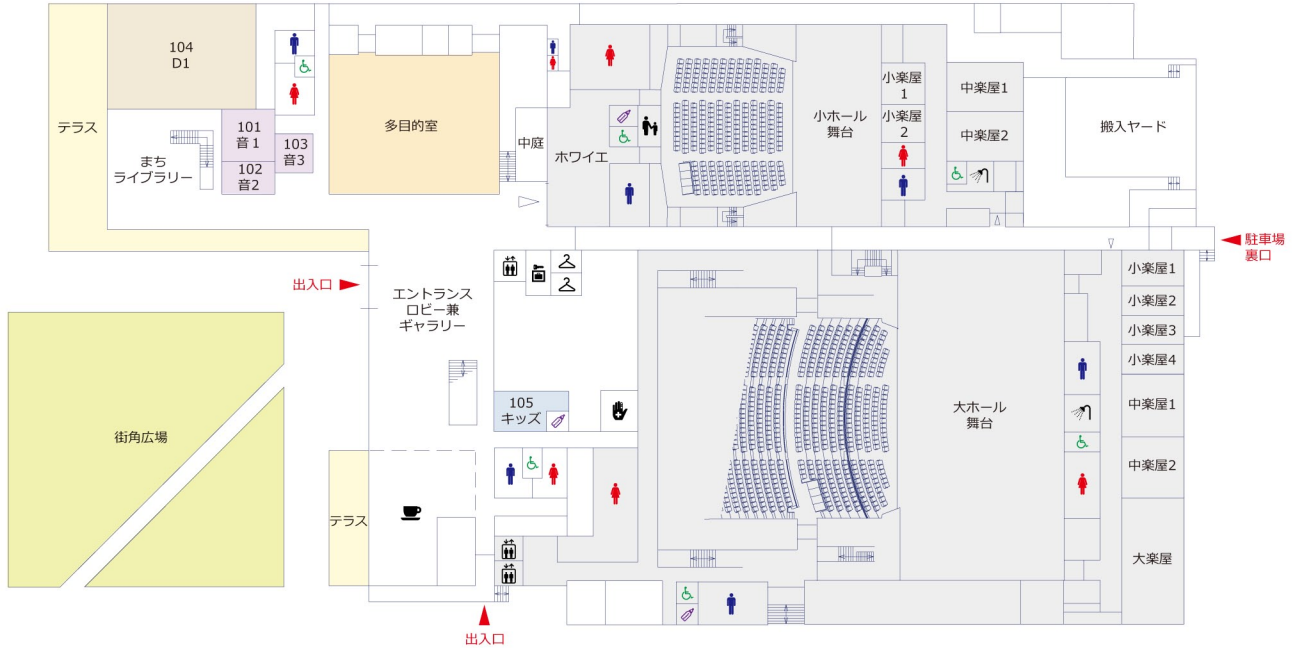 104
D1
テラス
101
音1
103
音3
102
音2
まち
ライブラリー
多目的室
中庭
ホワイエ
小ホール
舞台
小楽屋
1
小楽屋
2
中楽屋1
中楽屋2
搬入ヤード
駐車場
裏口
出入口
エントランス
ロビー兼
ギャラリー
小楽屋1
小楽屋2
小楽屋3
小楽屋4
105
キッズ
大ホール
舞台
中楽屋1
中楽屋2
街角広場
テラス
大楽屋
出入口